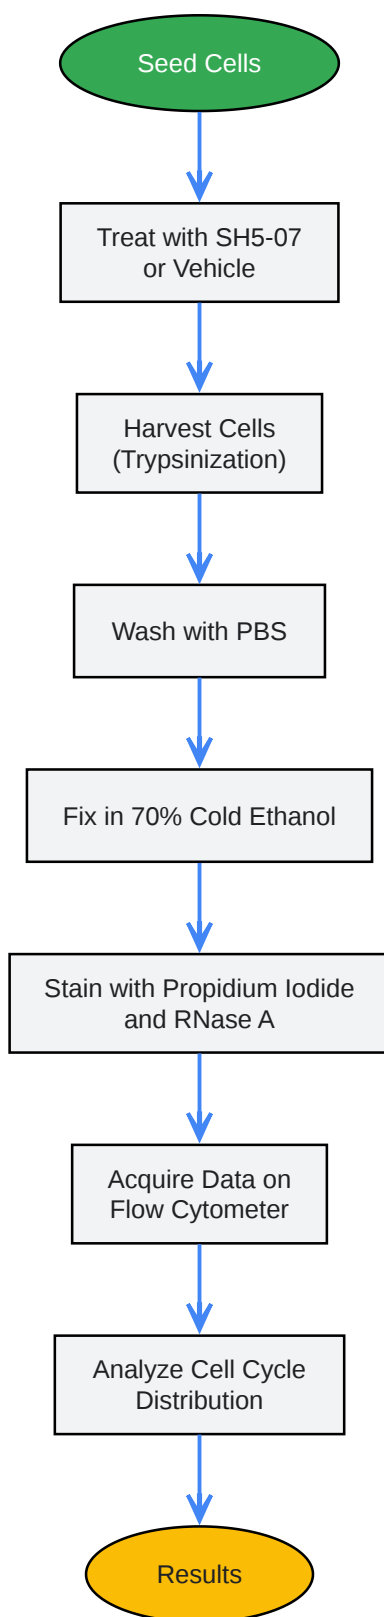 Seed Cells
Treat with SH5-07
or Vehicle
Harvest Cells
(Trypsinization)
Wash with PBS
Fix in 70% Cold Ethanol
Stain with Propidium Iodide
and RNase A
Acquire Data on
Flow Cytometer
Analyze Cell Cycle
Distribution
Results